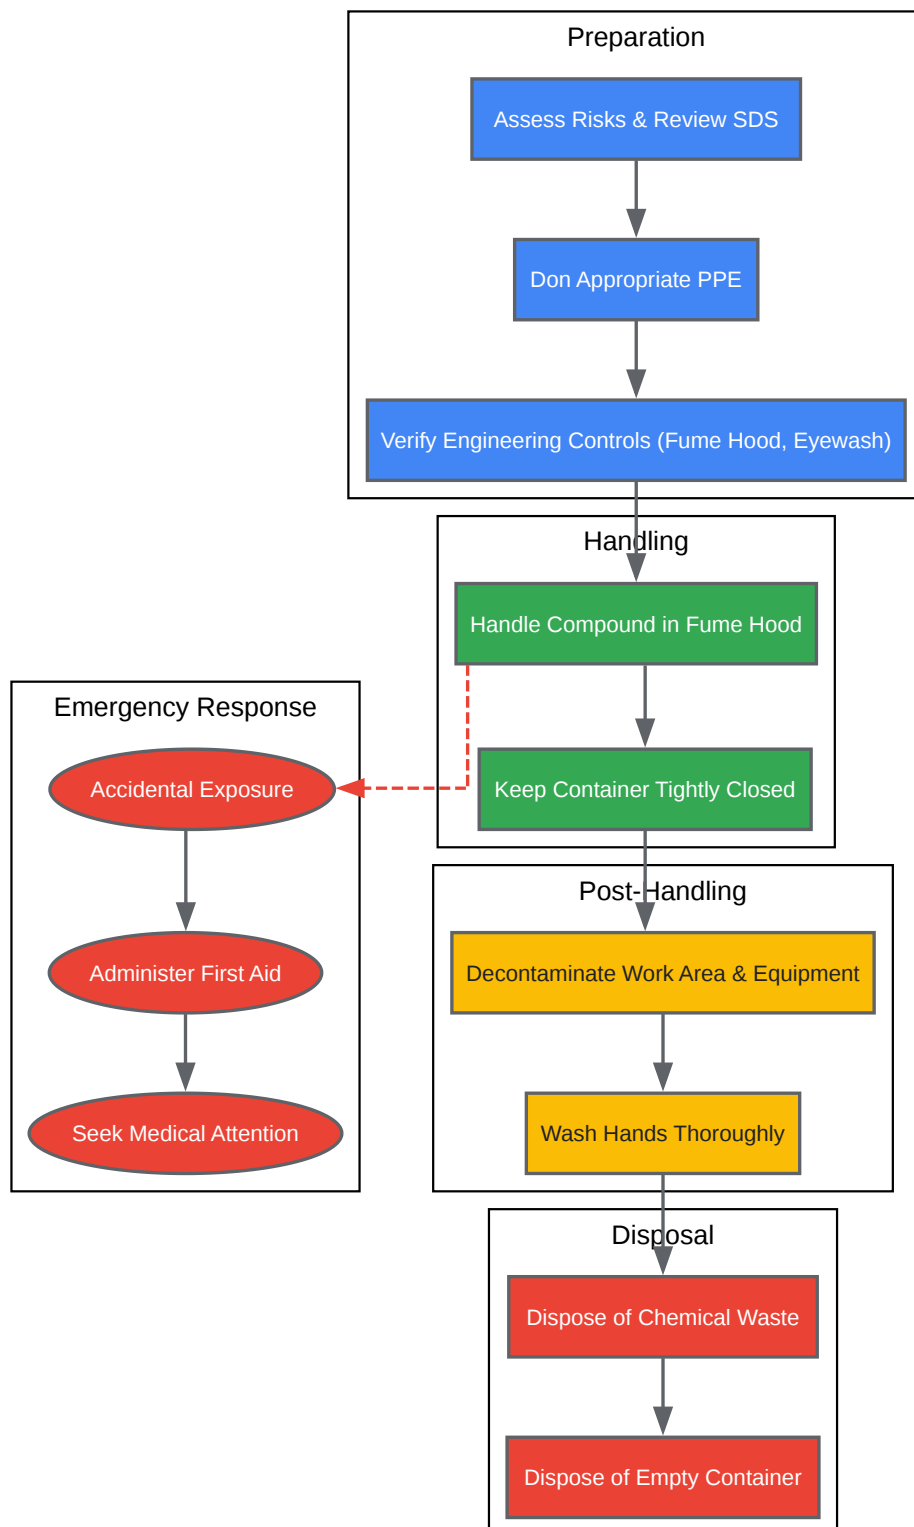 Preparation
Assess Risks & Review SDS
Don Appropriate PPE
Verify Engineering Controls (Fume Hood, Eyewash)
Handling
Handle Compound in Fume Hood
Keep Container Tightly Closed
Emergency Response
Accidental Exposure
Administer First Aid
Seek Medical Attention
Post-Handling
Decontaminate Work Area & Equipment
Wash Hands Thoroughly
Disposal
Dispose of Chemical Waste
Dispose of Empty Container